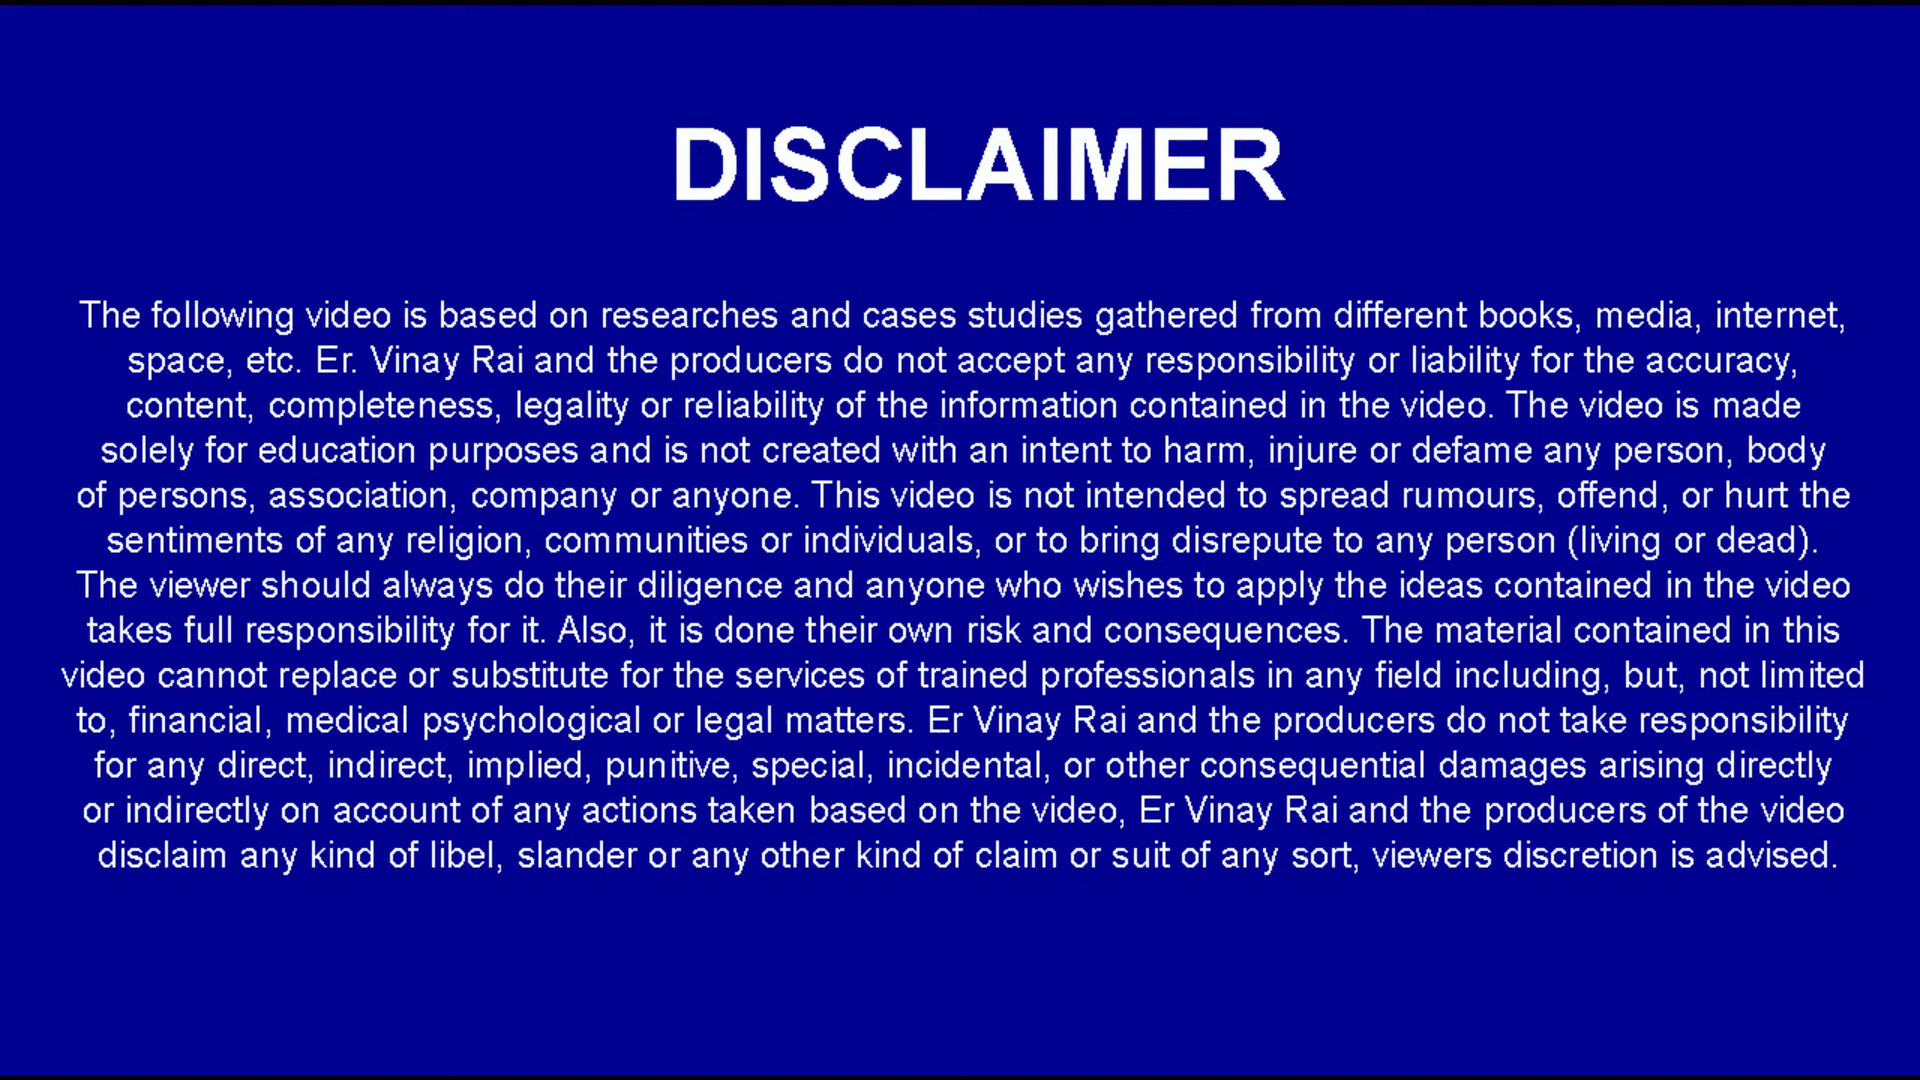 DISCLAIMER
The following video is based on researches and cases studies gathered from different books, media, internet,
space, etc. Er. Vinay Rai and the producers do not accept any responsibility or liability for the accuracy,
content, completeness, legality or reliability of the information contained in the video. The video is made
solely for education purposes and is not created with an intent to harm, injure or defame any person, body
of persons, association, company or anyone. This video is not intended to spread rumours, offend, or hurt the
sentiments of any religion, communities or individuals, or to bring disrepute to any person (living or dead).
The viewer should always do their diligence and anyone who wishes to apply the ideas contained in the video
takes full responsibility for it. Also, it is done their own risk and consequences. The material contained in this
video cannot replace or substitute for the services of trained professionals in any field including, but, not limited
to, financial, medical psychological or legal matters. Er Vinay Rai and the producers do not take responsibility
for any direct, indirect, implied, punitive, special, incidental, or other consequential damages arising directly
or indirectly on account of any actions taken based on the video, Er Vinay Rai and the producers of the video
disclaim any kind of libel, slander or any other kind of claim or suit of any sort, viewers discretion is advised.